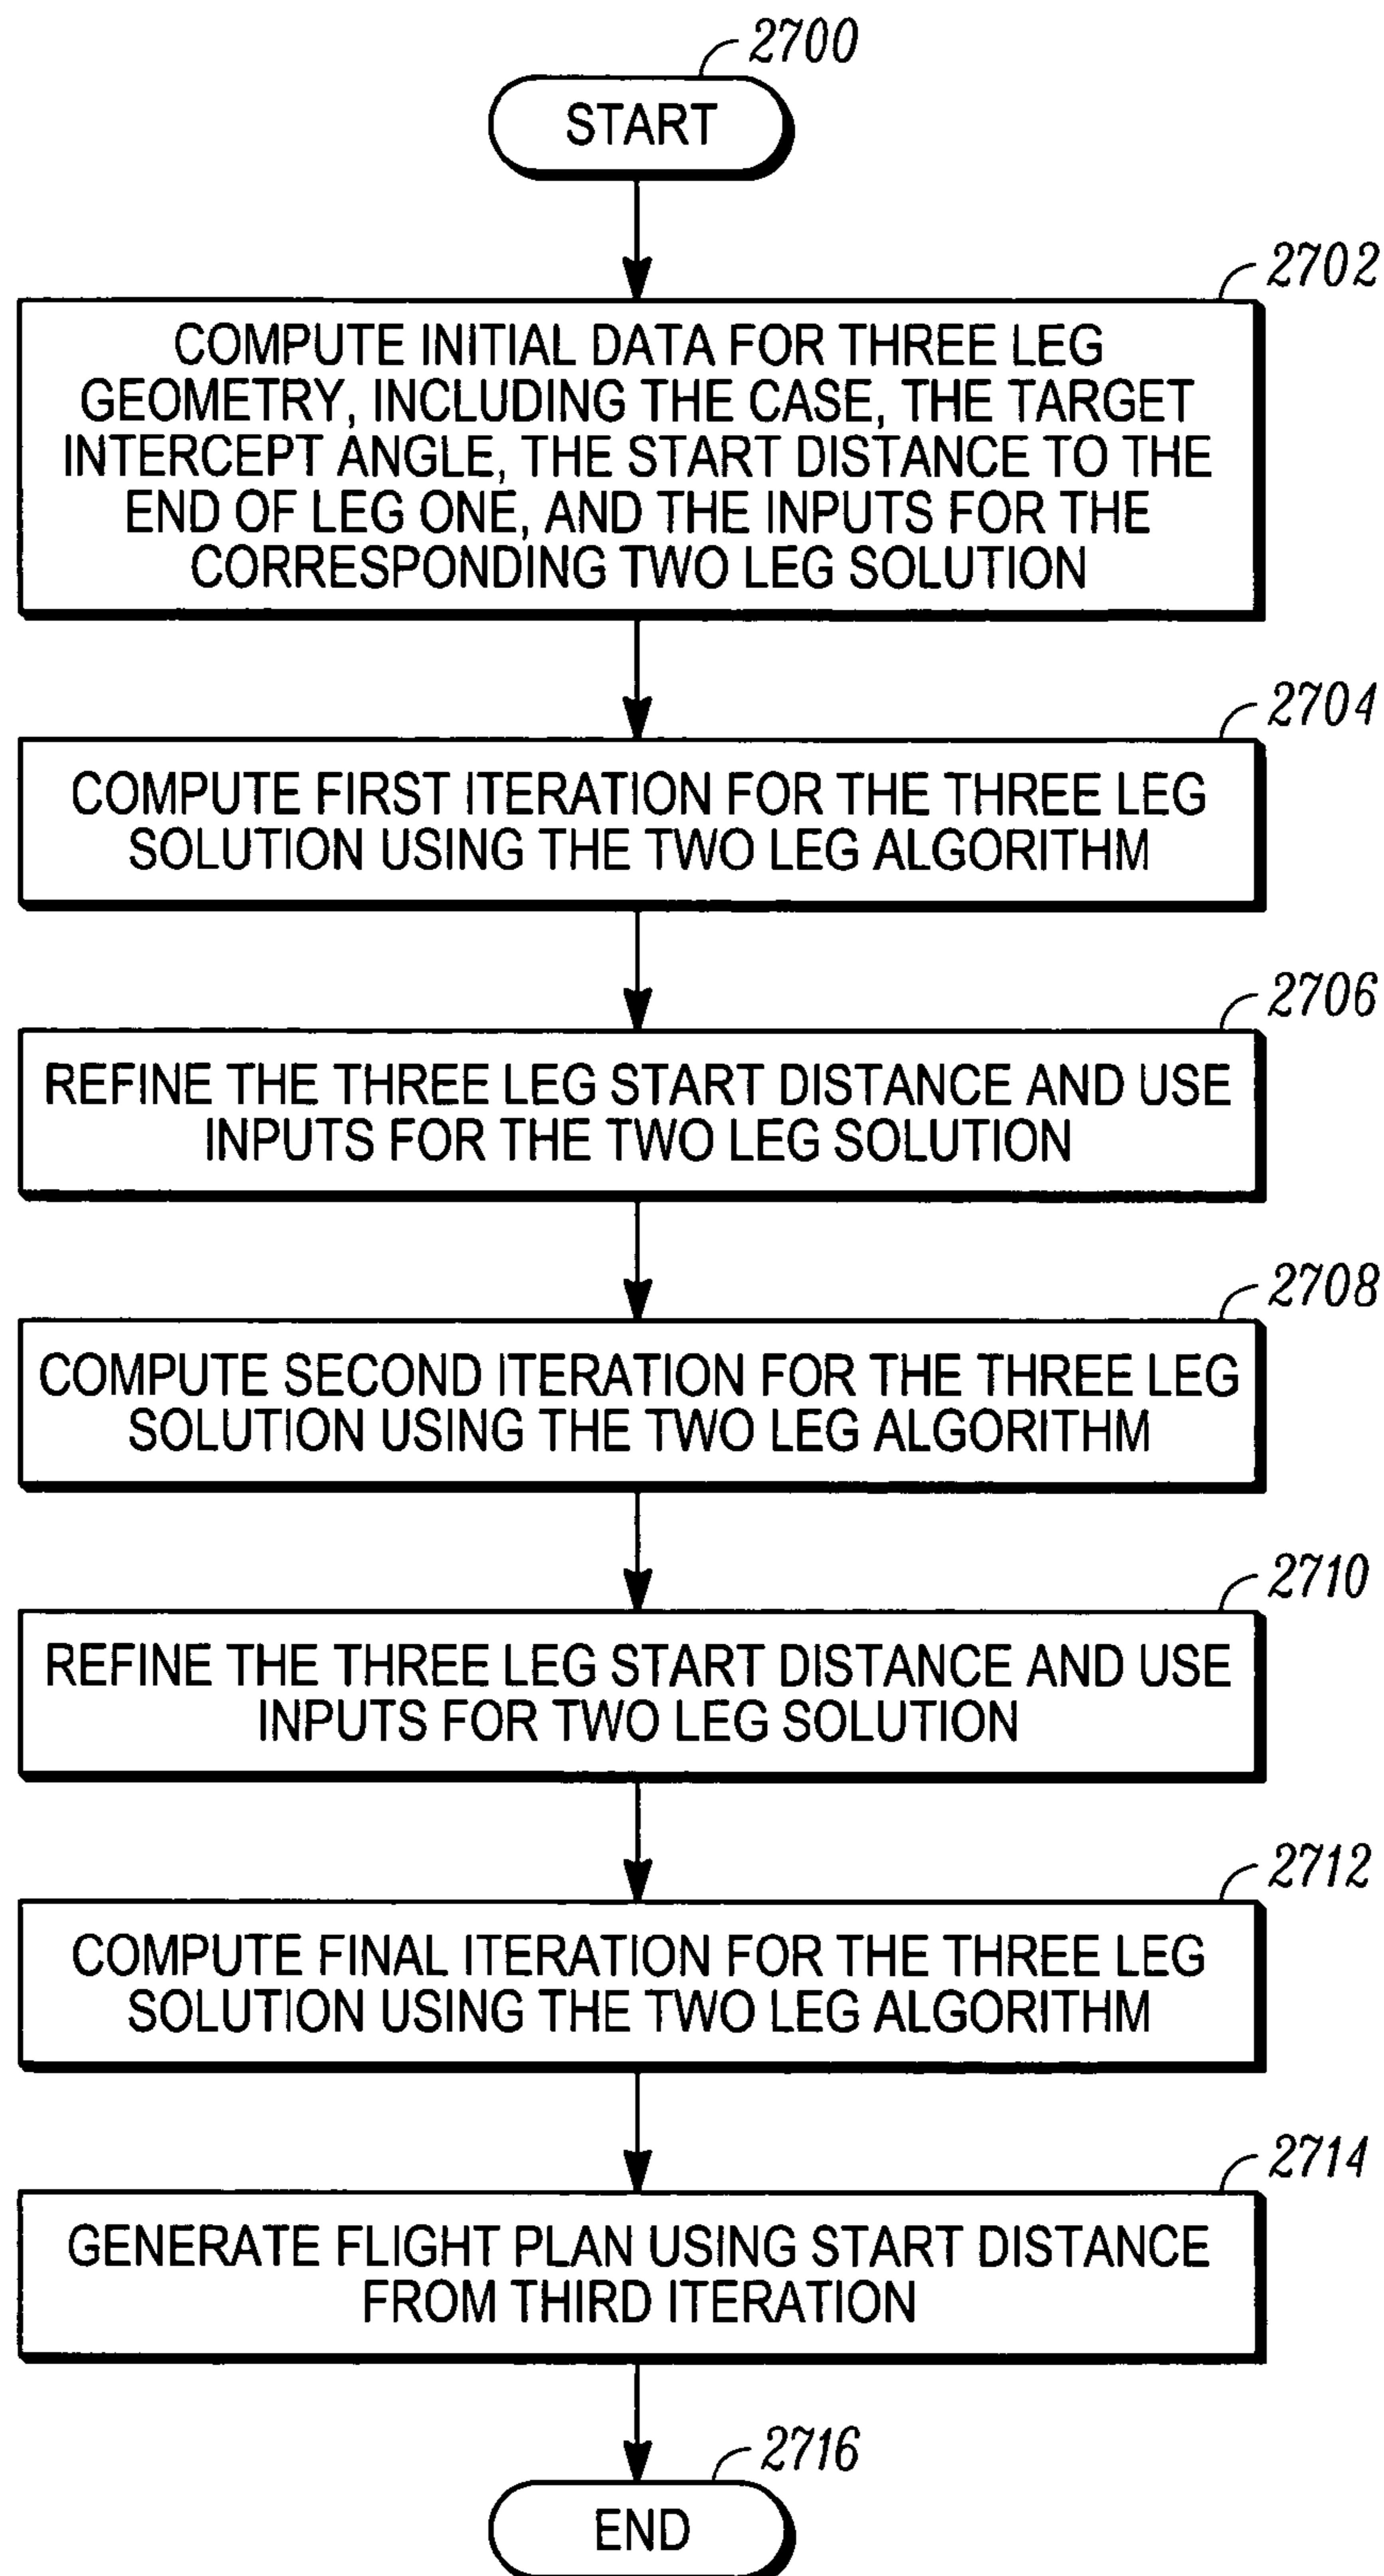 2700
START
2702
COMPUTE INITIAL DATA FOR THREE LEG
GEOMETRY, INCLUDING THE CASE, THE TARGET
INTERCEPT ANGLE, THE START DISTANCE TO THE
END OF LEG ONE, AND THE INPUTS FOR THE
CORRESPONDING TWO LEG SOLUTION
2704
COMPUTE FIRST ITERATION FOR THE THREE LEG
SOLUTION USING THE TWO LEG ALGORITHM
2706
REFINE THE THREE LEG START DISTANCE AND USE
INPUTS FOR THE TWO LEG SOLUTION
2708
COMPUTE SECOND ITERATION FOR THE THREE LEG
SOLUTION USING THE TWO LEG ALGORITHM
2710
REFINE THE THREE LEG START DISTANCE AND USE
INPUTS FOR TWO LEG SOLUTION
2712
COMPUTE FINAL ITERATION FOR THE THREE LEG
SOLUTION USING THE TWO LEG ALGORITHM
2714
GENERATE FLIGHT PLAN USING START DISTANCE
FROM THIRD ITERATION
2716
END